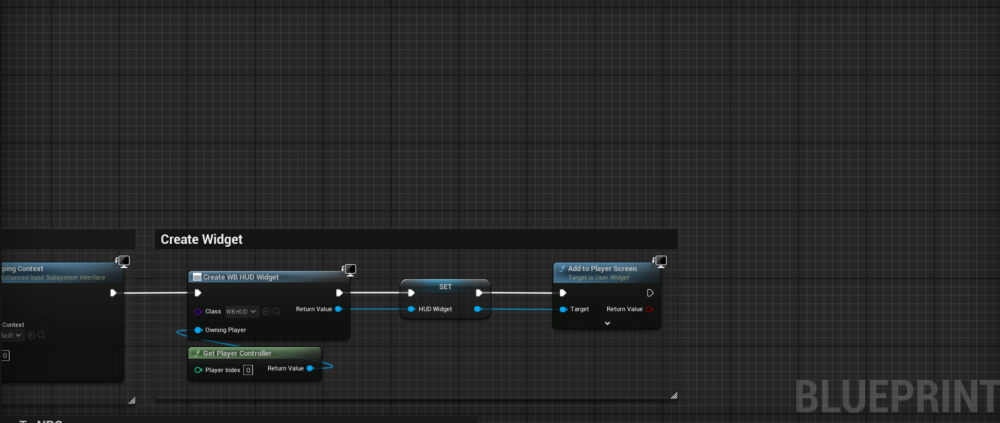 Create Widget
pping Context
Enhanced Input Subsystem Interface
Context
fault
0
Create WB HUD Widget
Class
WB HUD
Return Value
Owning Player
Get Player Controller
Player Index
0
Return Value
SET
HUD Widget
Add to Player Screen
Target is User Widget
Target
Return Value
BLUEPRINT